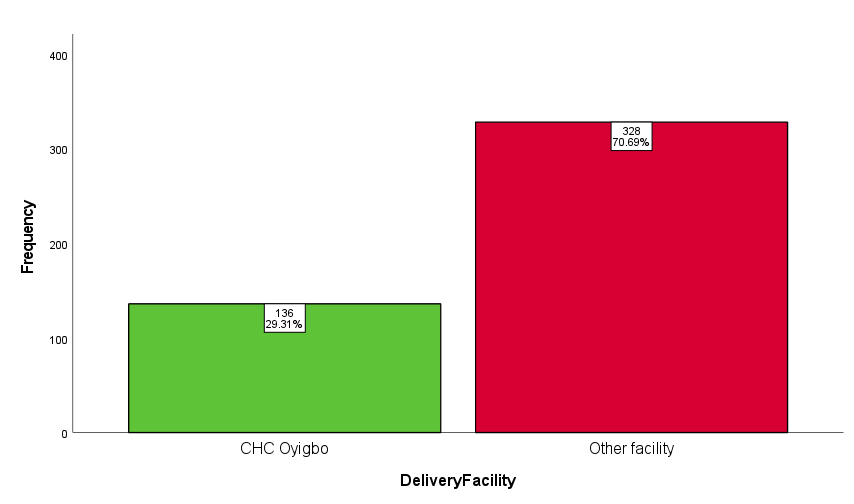 400
300
200
100
0
Frequency
136
29.31%
328
70.69%
CHC Oyigbo
Other facility
DeliveryFacility